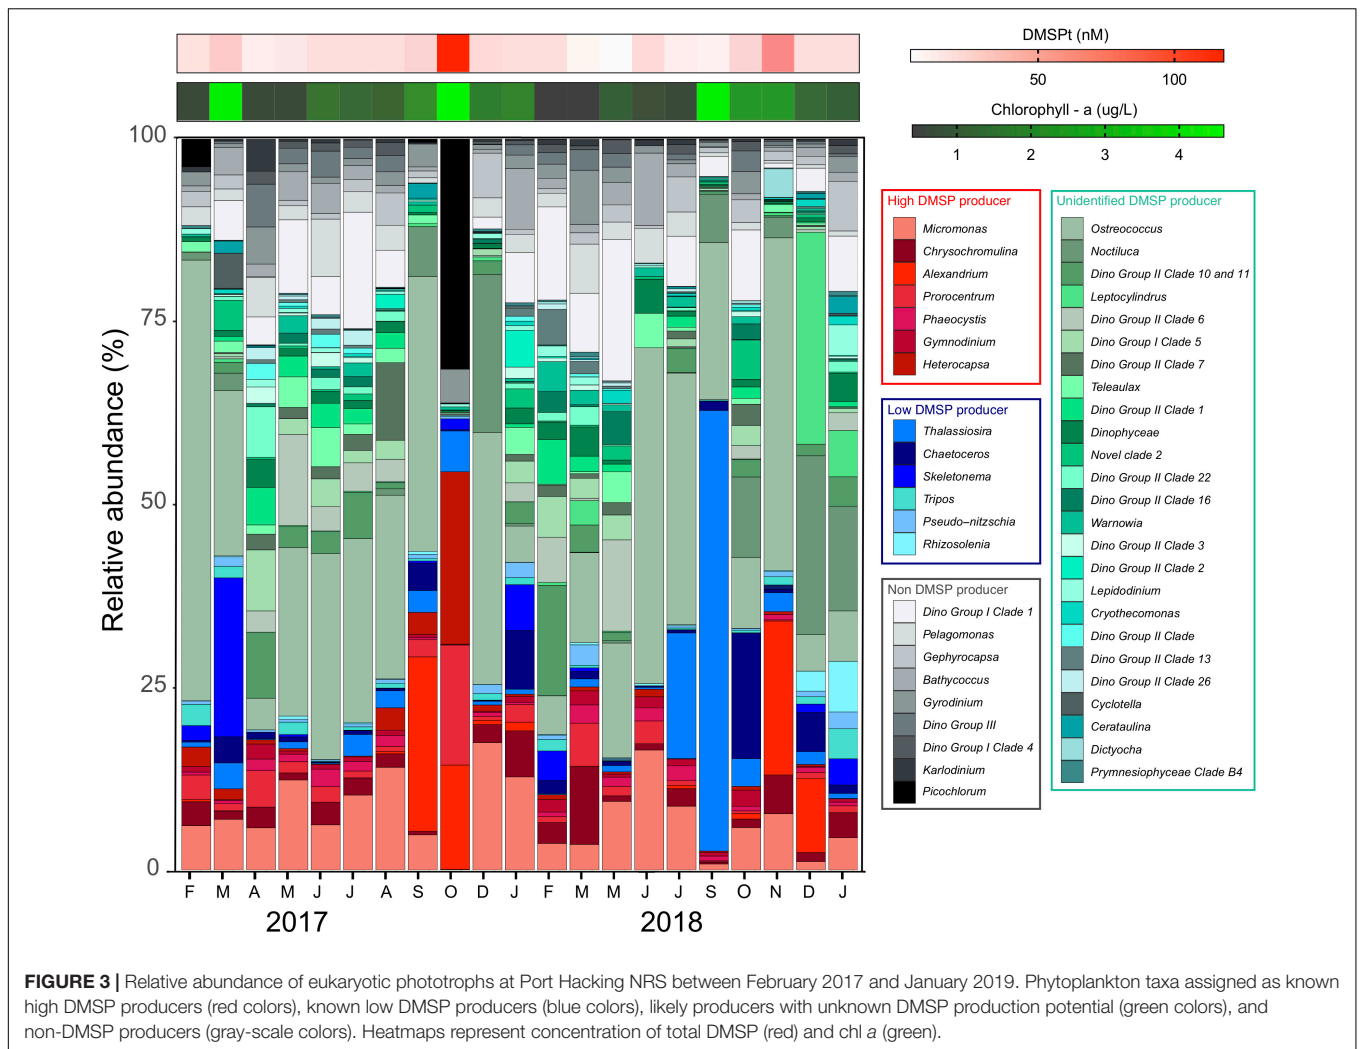 DMSPt (nM)
50 100
Chlorophyll - a (ug/L)
1 2 3 4
Relative abundance (%)
100
75
50
25
0
F M A M J J A S O D J F M M J J S O N D J
2017 2018
High DMSP producer
Micromonas
Chrysochromulina
Alexandrium
Prorocentrum
Phaeocystis
Gymnodinium
Heterocapsa
Low DMSP producer
Thalassiosira
Chaetoceros
Skeletonema
Tripos
Pseudo−nitzschia
Rhizosolenia
Non DMSP producer
Dino Group I Clade 1
Pelagomonas
Gephyrocapsa
Bathycoccus
Gyrodinium
Dino Group III
Dino Group I Clade 4
Karlodinium
Picochlorum
Unidentified DMSP producer
Ostreococcus
Noctiluca
Dino Group II Clade 10 and 11
Leptocylindrus
Dino Group II Clade 6
Dino Group I Clade 5
Dino Group II Clade 7
Teleaulax
Dino Group II Clade 1
Dinophyceae
Novel clade 2
Dino Group II Clade 22
Dino Group II Clade 16
Warnowia
Dino Group II Clade 3
Dino Group II Clade 2
Lepidodinium
Cryothecomonas
Dino Group II Clade
Dino Group II Clade 13
Dino Group II Clade 26
Cyclotella
Cerataulina
Dictyocha
Prymnesiophyceae Clade B4
FIGURE 3 | Relative abundance of eukaryotic phototrophs at Port Hacking NRS between February 2017 and January 2019. Phytoplankton taxa assigned as known
high DMSP producers (red colors), known low DMSP producers (blue colors), likely producers with unknown DMSP production potential (green colors), and
non-DMSP producers (gray-scale colors). Heatmaps represent concentration of total DMSP (red) and chl a (green).